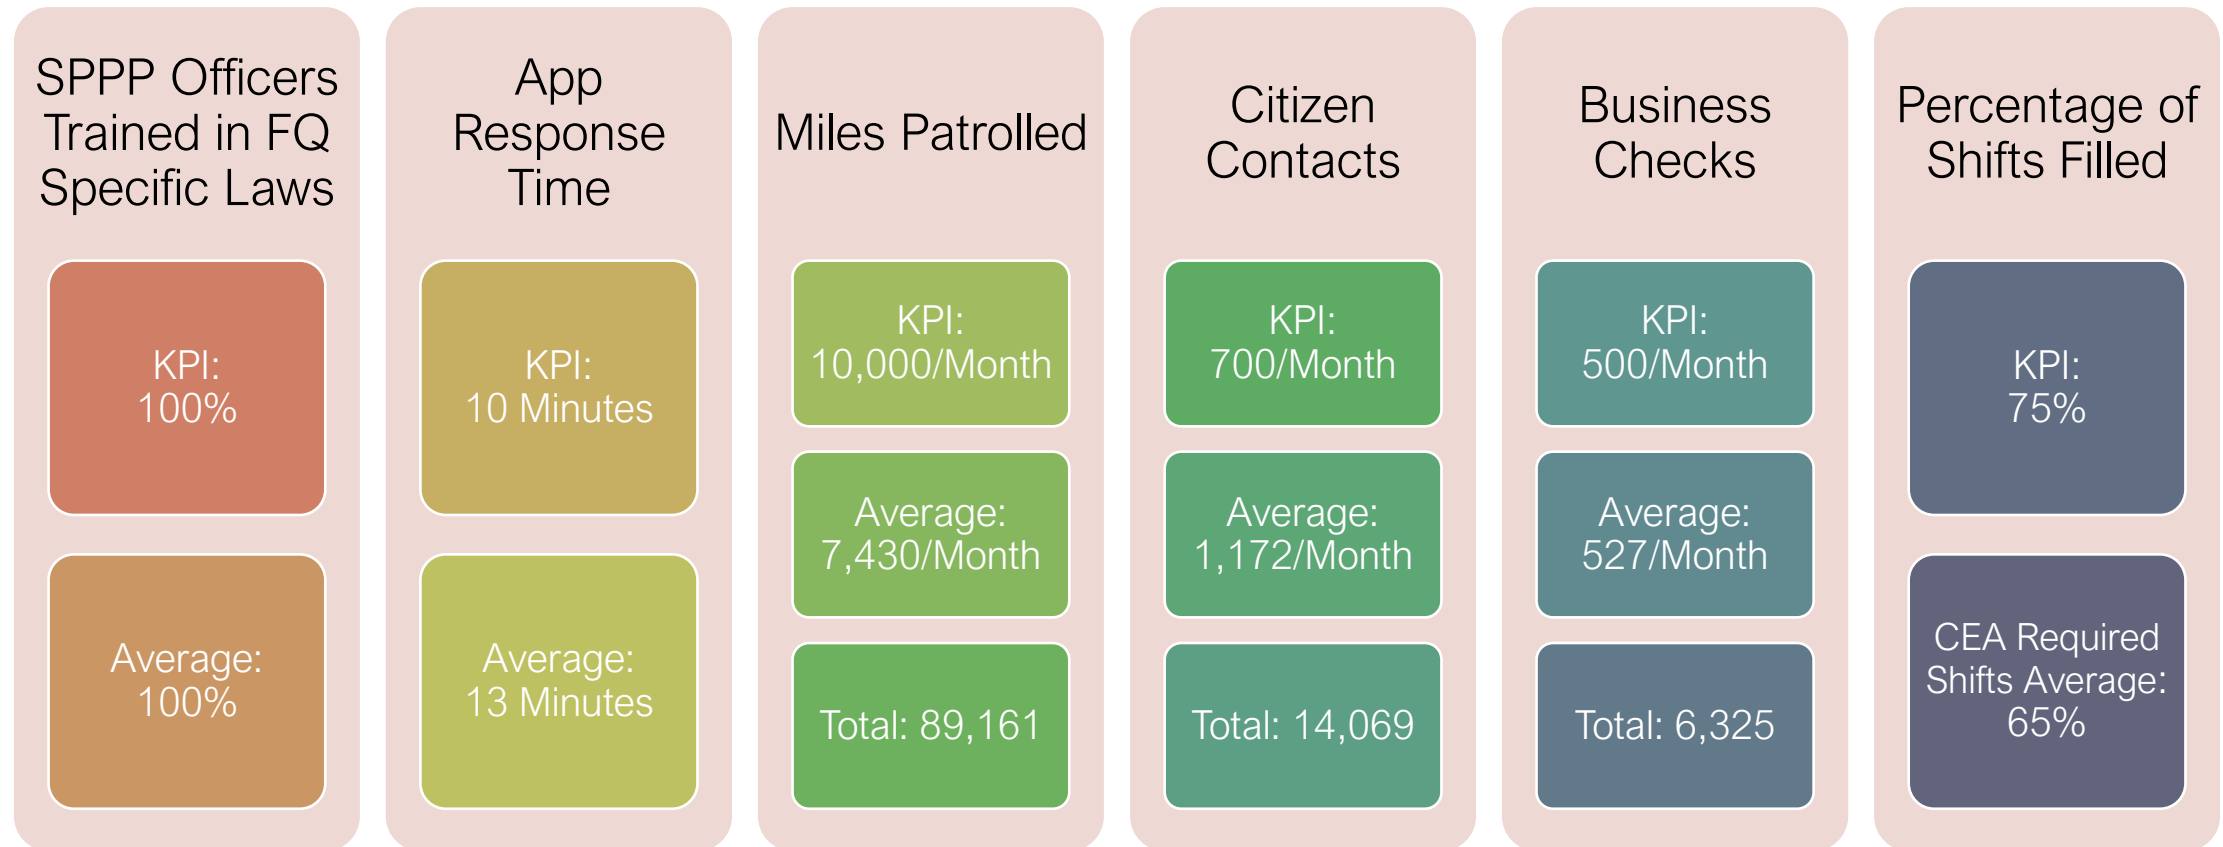 SPPP Officers
Trained in FQ
Specific Laws
KPI:
100%
Average:
100%
App
Response
Time
KPI:
10 Minutes
Average:
13 Minutes
Miles Patrolled
KPI:
10,000/Month
Average:
7,430/Month
Total: 89,161
Citizen
Contacts
KPI:
700/Month
Average:
1,172/Month
Total: 14,069
Business
Checks
KPI:
500/Month
Average:
527/Month
Total: 6,325
Percentage of
Shifts Filled
KPI:
75%
CEA Required
Shifts Average:
65%